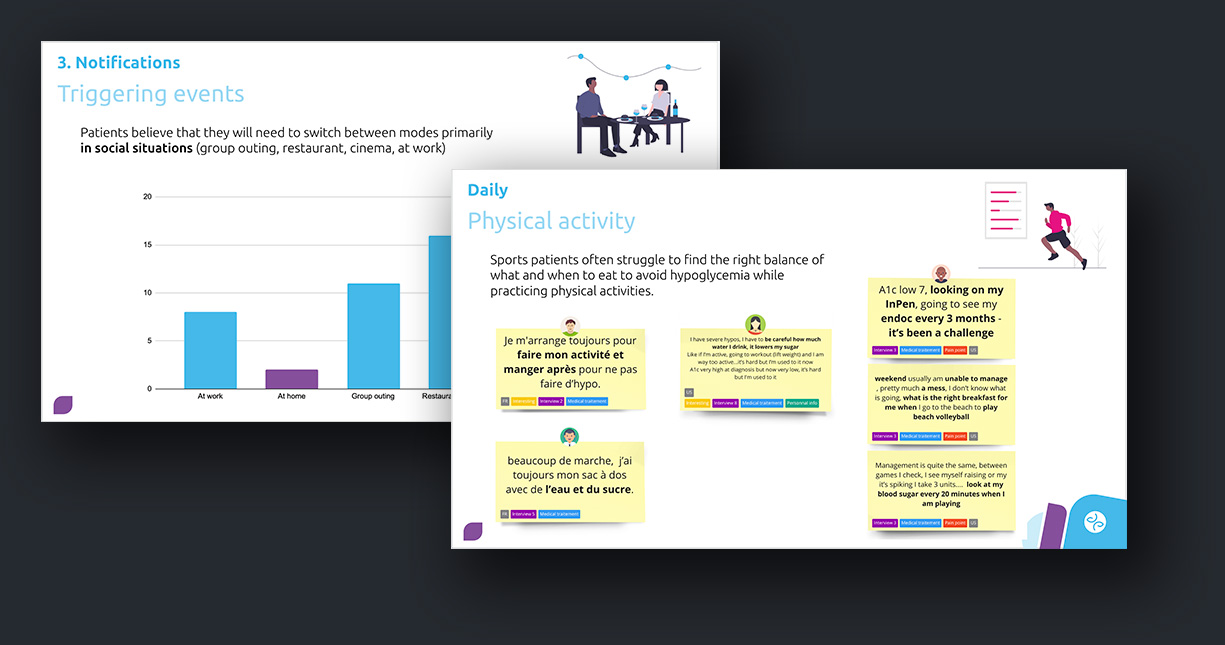 3. Notifications
Triggering events
Patients believe that they will need to switch between modes primarily
in social situations (group outing, restaurant, cinema, at work)
20
15
10
5
0
At work
At home
Group outing
Restaura
Daily
Physical activity
Sports patients often struggle to find the right balance of
what and when to eat to avoid hypoglycemia while
practicing physical activities.
Je m'arrange toujours pour
faire mon activité et
manger après pour ne pas
faire d'hypo.
FR Interesting Interview 2 Medical traitement
beaucoup de marche, j'ai
toujours mon sac à dos
avec de l'eau et du sucre.
FR Interview 5 Medical traitement
I have severe hypos, I have to be careful how much
water I drink, it lowers my sugar
Like if I'm active, going to workout (lift weight) and I am
way too active...it's hard but I'm used to it now
A1c very high at diagnosis but now very low, it's hard
but I'm used to it
US
Interesting Interview 8 Medical traitement Personnal info
A1c low 7, looking on my
InPen, going to see my
endoc every 3 months -
it's been a challenge
Interview 3 Medical traitement Pain point US
weekend usually am unable to manage
, pretty much a mess, I don't know what
is going, what is the right breakfast for
me when I go to the beach to play
beach volleyball
Interview 3 Medical traitement Pain point US
Management is quite the same, between
games I check, I see myself raising or my
it's spiking I take 3 units.... look at my
blood sugar every 20 minutes when I
am playing
Interview 3 Medical traitement Pain point US